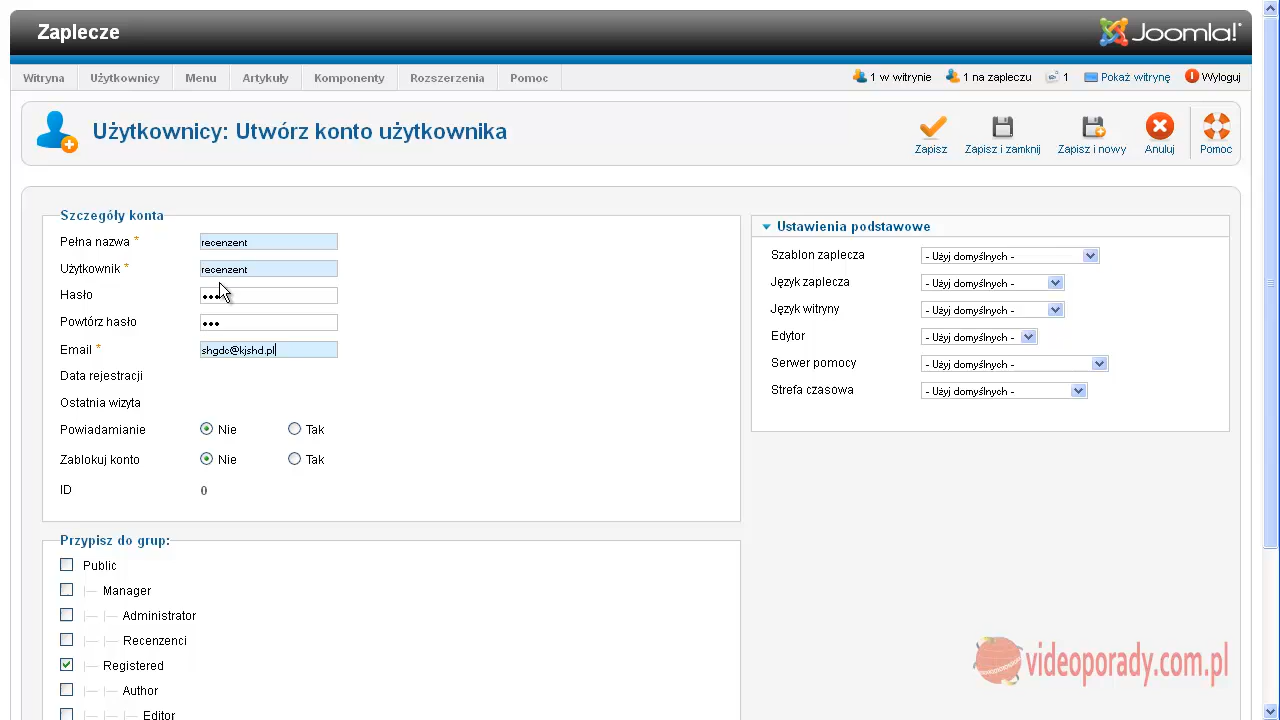 Zaplecze
Joomla!
Witryna Użytkownicy Menu Artykuły Komponenty Rozszerzenia Pomoc
1 w witrynie 1 na zapleczu 1 Pokaż witrynę Wyloguj
Użytkownicy: Utwórz konto użytkownika
Zapisz Zapisz i zamknij Zapisz i nowy Anuluj Pomoc
Szczegóły konta
Pełna nazwa * recenzent
Użytkownik * recenzent
Hasło
Powtórz hasło
Email * shgdc@kjshd.pl
Data rejestracji
Ostatnia wizyta
Powiadamianie Nie Tak
Zablokuj konto Nie Tak
ID 0
Ustawienia podstawowe
Szablon zaplecza - Użyj domyślnych -
Język zaplecza - Użyj domyślnych -
Język witryny - Użyj domyślnych -
Edytor - Użyj domyślnych -
Serwer pomocy - Użyj domyślnych -
Strefa czasowa - Użyj domyślnych -
Przypisz do grup:
Public
Manager
Administrator
Recenzenci
Registered
Author
Editor
videoporady.com.pl